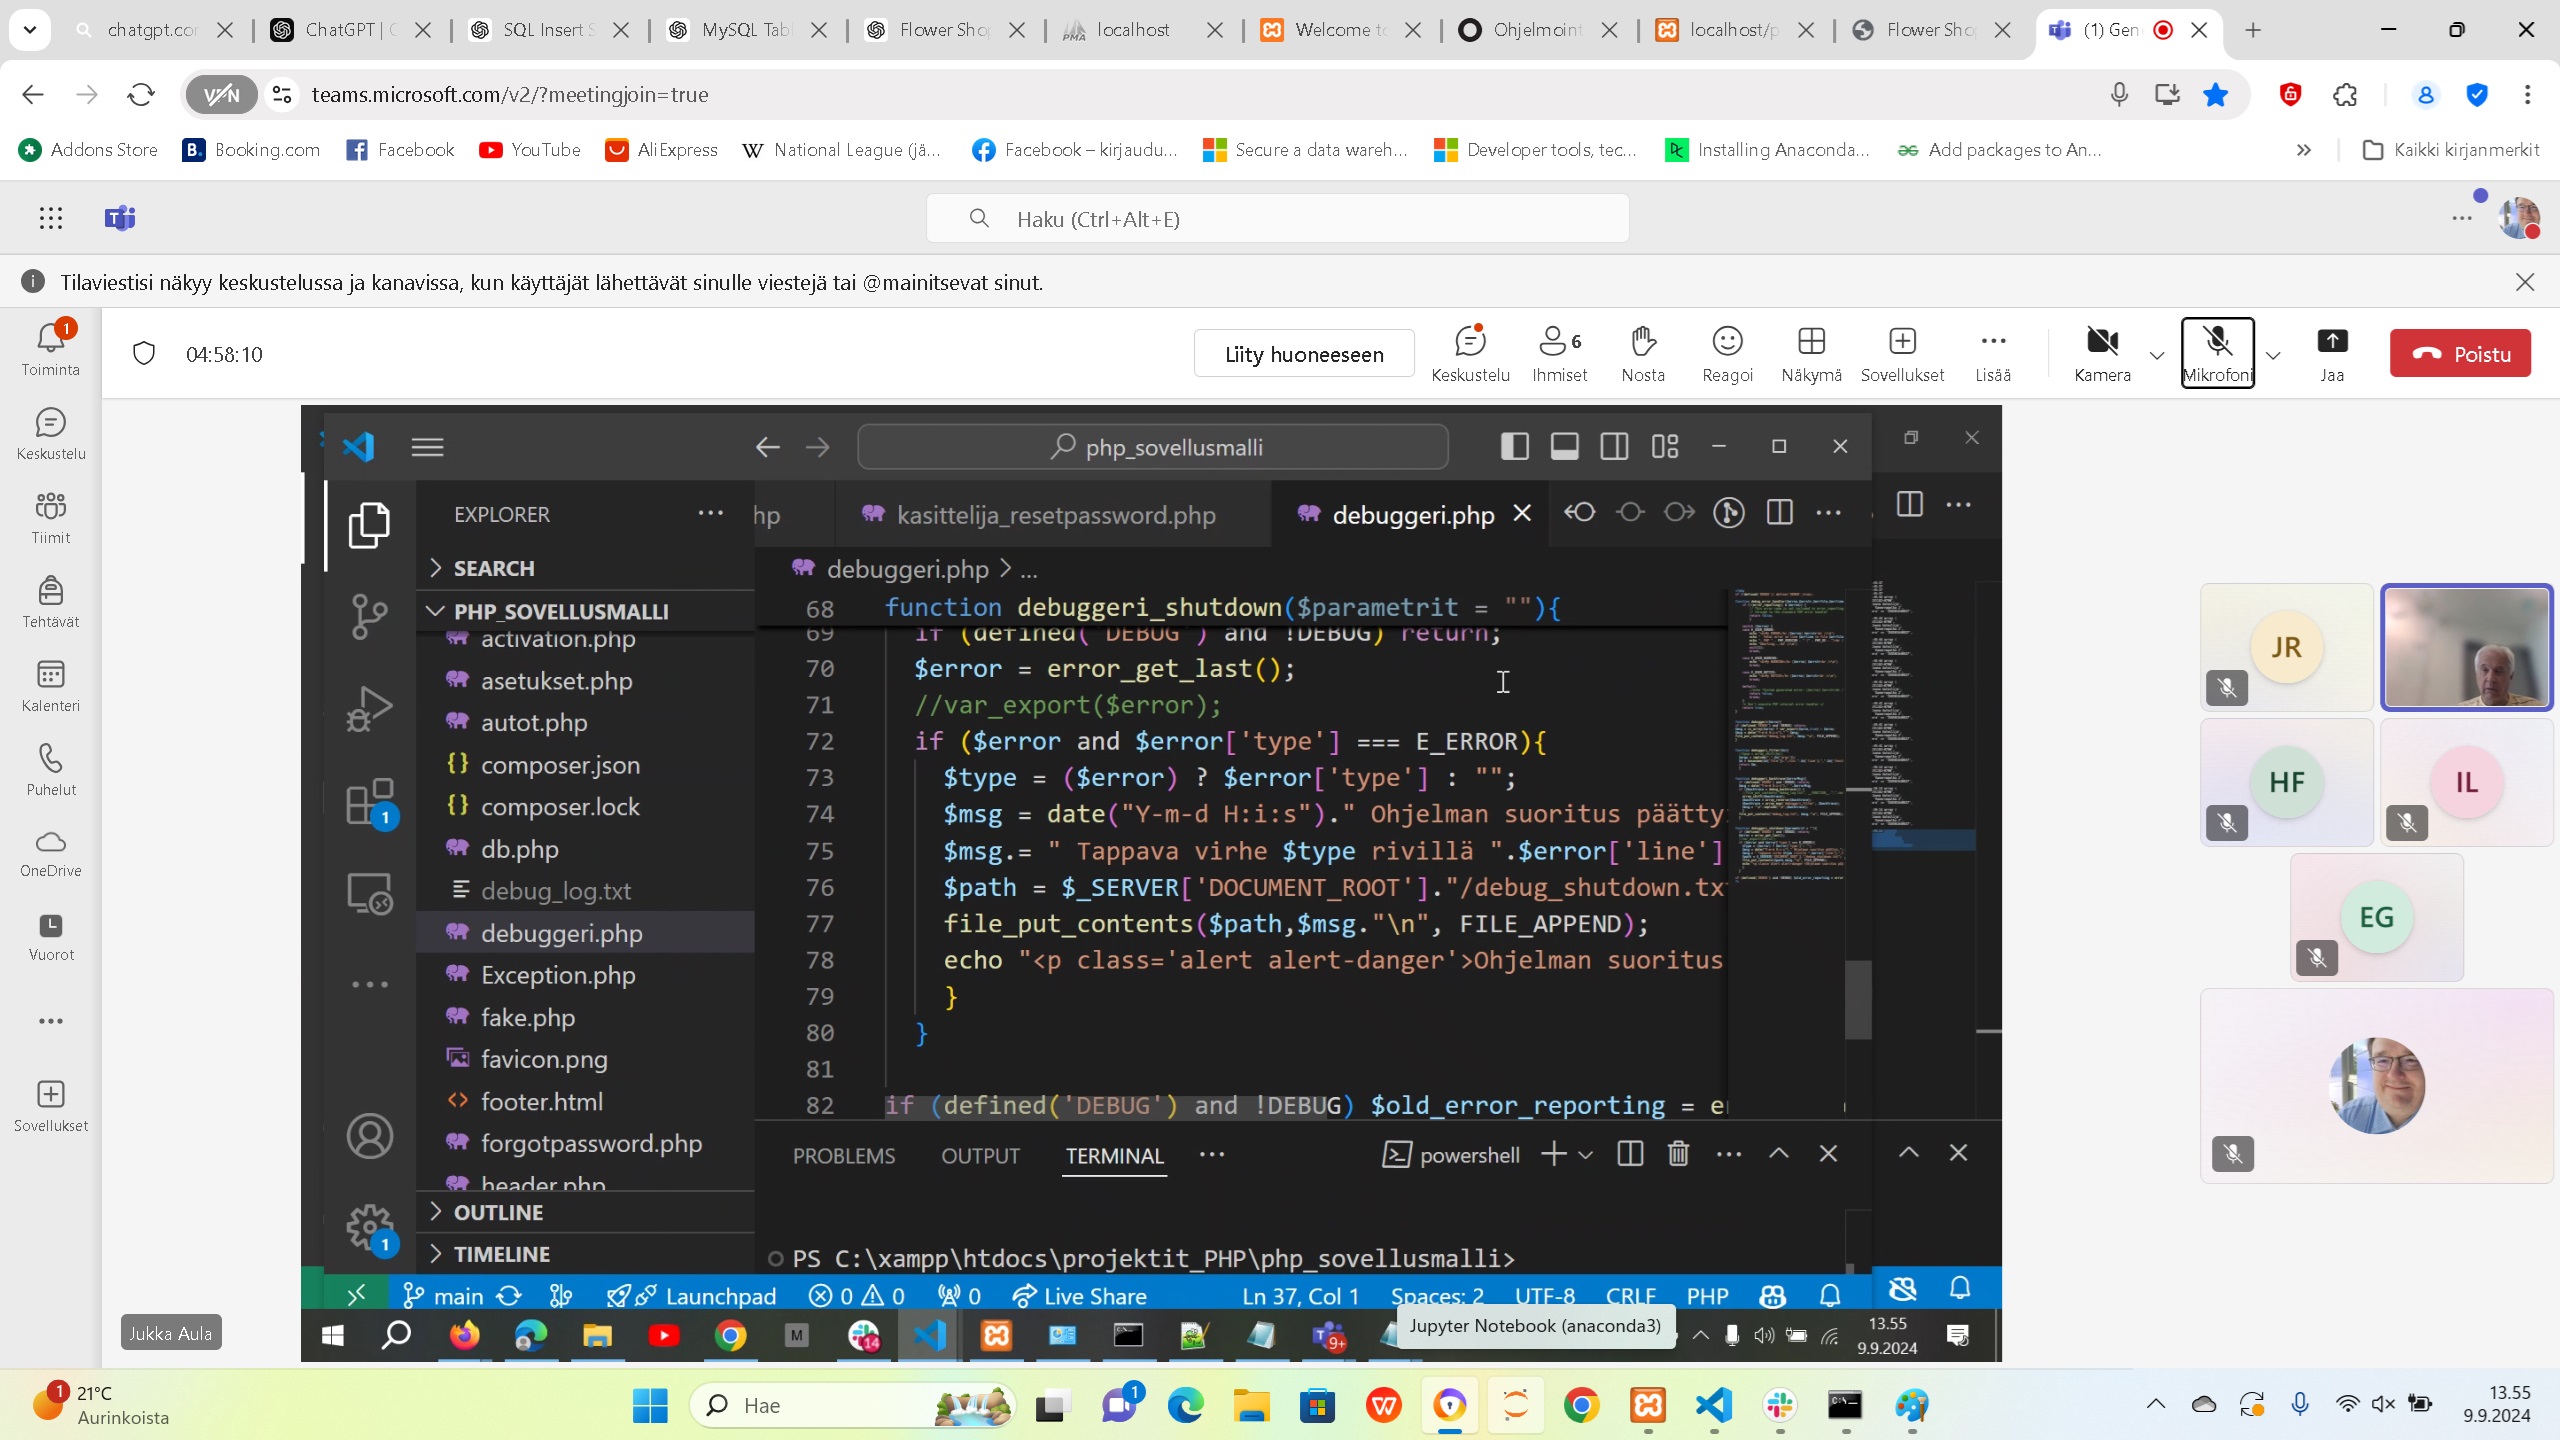 chatgpt.cor
ChatGPT | C
SQL Insert S
MySQL Tabl
Flower Shop
localhost
Welcome to
Ohjelmoint
localhost/p
Flower Shop
(1) Gen
VPN
teams.microsoft.com/v2/?meetingjoin=true
Addons Store
Booking.com
Facebook
YouTube
AliExpress
National League (jä...
Facebook – kirjaudu...
Secure a data wareh...
Developer tools, tec...
Installing Anaconda...
Add packages to An...
Kaikki kirjanmerkit
Haku (Ctrl+Alt+E)
Tilaviestisi näkyy keskustelussa ja kanavissa, kun käyttäjät lähettävät sinulle viestejä tai @mainitsevat sinut.
1
Toiminta
Keskustelu
Tiimit
Tehtävät
Kalenteri
Puhelut
OneDrive
Vuorot
Sovellukset
04:58:10
Liity huoneeseen
Keskustelu
6
Ihmiset
Nosta
Reagoi
Näkymä
Sovellukset
Lisää
Kamera
Mikrofoni
Jaa
Poistu
php_sovellusmalli
EXPLORER
SEARCH
PHP_SOVELLUSMALLI
activation.php
asetukset.php
autot.php
composer.json
composer.lock
db.php
debug_log.txt
debuggeri.php
Exception.php
fake.php
favicon.png
footer.html
forgotpassword.php
header.php
OUTLINE
TIMELINE
1
1
hp
kasittelija_resetpassword.php
debuggeri.php
debuggeri.php > ...
68 function debuggeri_shutdown($parametrit = ""){
69 if (defined('DEBUG') and !DEBUG) return;
70 $error = error_get_last();
71 //var_export($error);
72 if ($error and $error['type'] === E_ERROR){
73 $type = ($error) ? $error['type'] : "";
74 $msg = date("Y-m-d H:i:s")." Ohjelman suoritus päätty
75 $msg.= " Tappava virhe $type rivillä ".$error['line']
76 $path = $_SERVER['DOCUMENT_ROOT']."/debug_shutdown.tx
77 file_put_contents($path,$msg."\n", FILE_APPEND);
78 echo "<p class='alert alert-danger'>Ohjelman suoritus
79 }
80 }
81
82 if (defined('DEBUG') and !DEBUG) $old_error_reporting = e
PROBLEMS
OUTPUT
TERMINAL
powershell
PS C:\xampp\htdocs\projektit_PHP\php_sovellusmalli>
main
Launchpad
0
0
0
Live Share
Ln 37, Col 1
Spaces: 2
UTF-8
CRLF
PHP
14
9+
Jupyter Notebook (anaconda3)
13.55
9.9.2024
Jukka Aula
JR
HF
IL
EG
1
21°C
Aurinkoista
Hae
1
13.55
9.9.2024